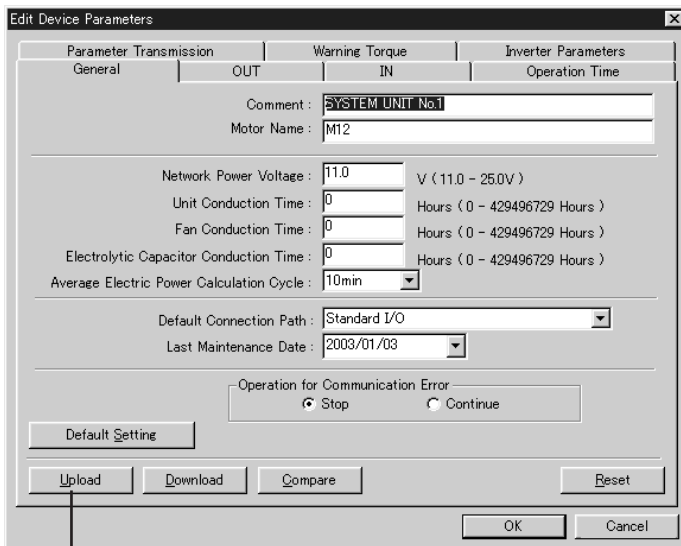 Edit Device Parameters
Parameter Transmission Warning Torque Inverter Parameters
General OUT IN Operation Time
Comment : SYSTEM UNIT No.1
Motor Name : M12
Network Power Voltage : 11.0 V ( 11.0 - 25.0V )
Unit Conduction Time : 0 Hours ( 0 - 429496729 Hours )
Fan Conduction Time : 0 Hours ( 0 - 429496729 Hours )
Electrolytic Capacitor Conduction Time : 0 Hours ( 0 - 429496729 Hours )
Average Electric Power Calculation Cycle : 10min
Default Connection Path : Standard I/O
Last Maintenance Date : 2003/01/03
Operation for Communication Error
Stop Continue
Default Setting
Upload Download Compare Reset
OK Cancel